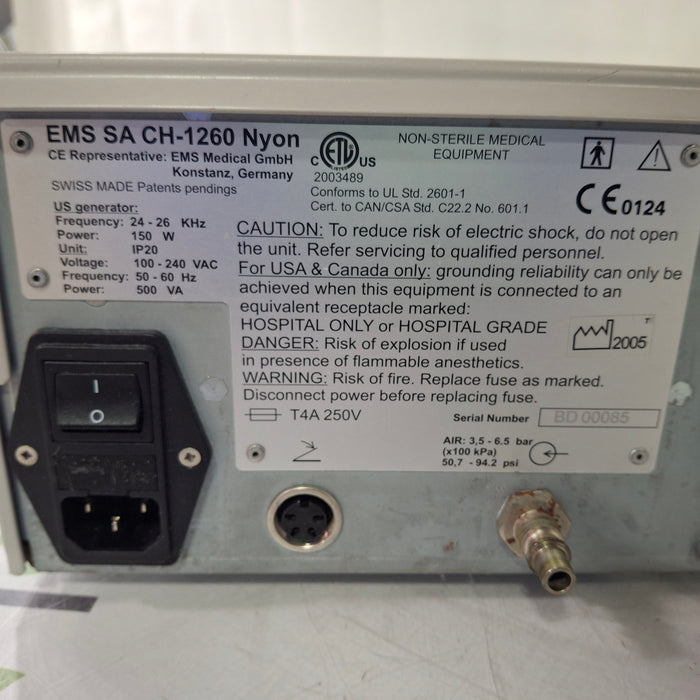 EMS SA CH-1260 Nyon
CE Representative: EMS Medical GmbH
Konstanz, Germany
SWISS MADE Patents pendings
US generator:
Frequency: 24 - 26 KHz
Power: 150 W
Unit: IP20
Voltage: 100 - 240 VAC
Frequency: 50 - 60 Hz
Power: 500 VA
C ETL US
2003489
Conforms to UL Std. 2601-1
Cert. to CAN/CSA Std. C22.2 No. 601.1
NON-STERILE MEDICAL
EQUIPMENT
CE 0124
CAUTION: To reduce risk of electric shock, do not open
the unit. Refer servicing to qualified personnel.
For USA & Canada only: grounding reliability can only be
achieved when this equipment is connected to an
equivalent receptacle marked:
HOSPITAL ONLY or HOSPITAL GRADE
DANGER: Risk of explosion if used
in presence of flammable anesthetics.
WARNING: Risk of fire. Replace fuse as marked.
Disconnect power before replacing fuse.
T
2005
T4A 250V
Serial Number BD 00085
AIR: 3,5 - 6.5 bar
(x100 kPa)
50,7 - 94.2 psi
I
O